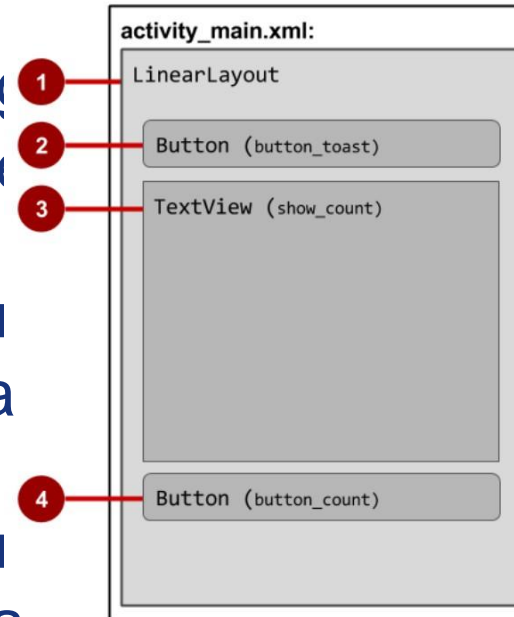 activity_main.xml:
1 LinearLayout
2 Button (button_toast)
3 TextView (show_count)
4 Button (button_count)
a